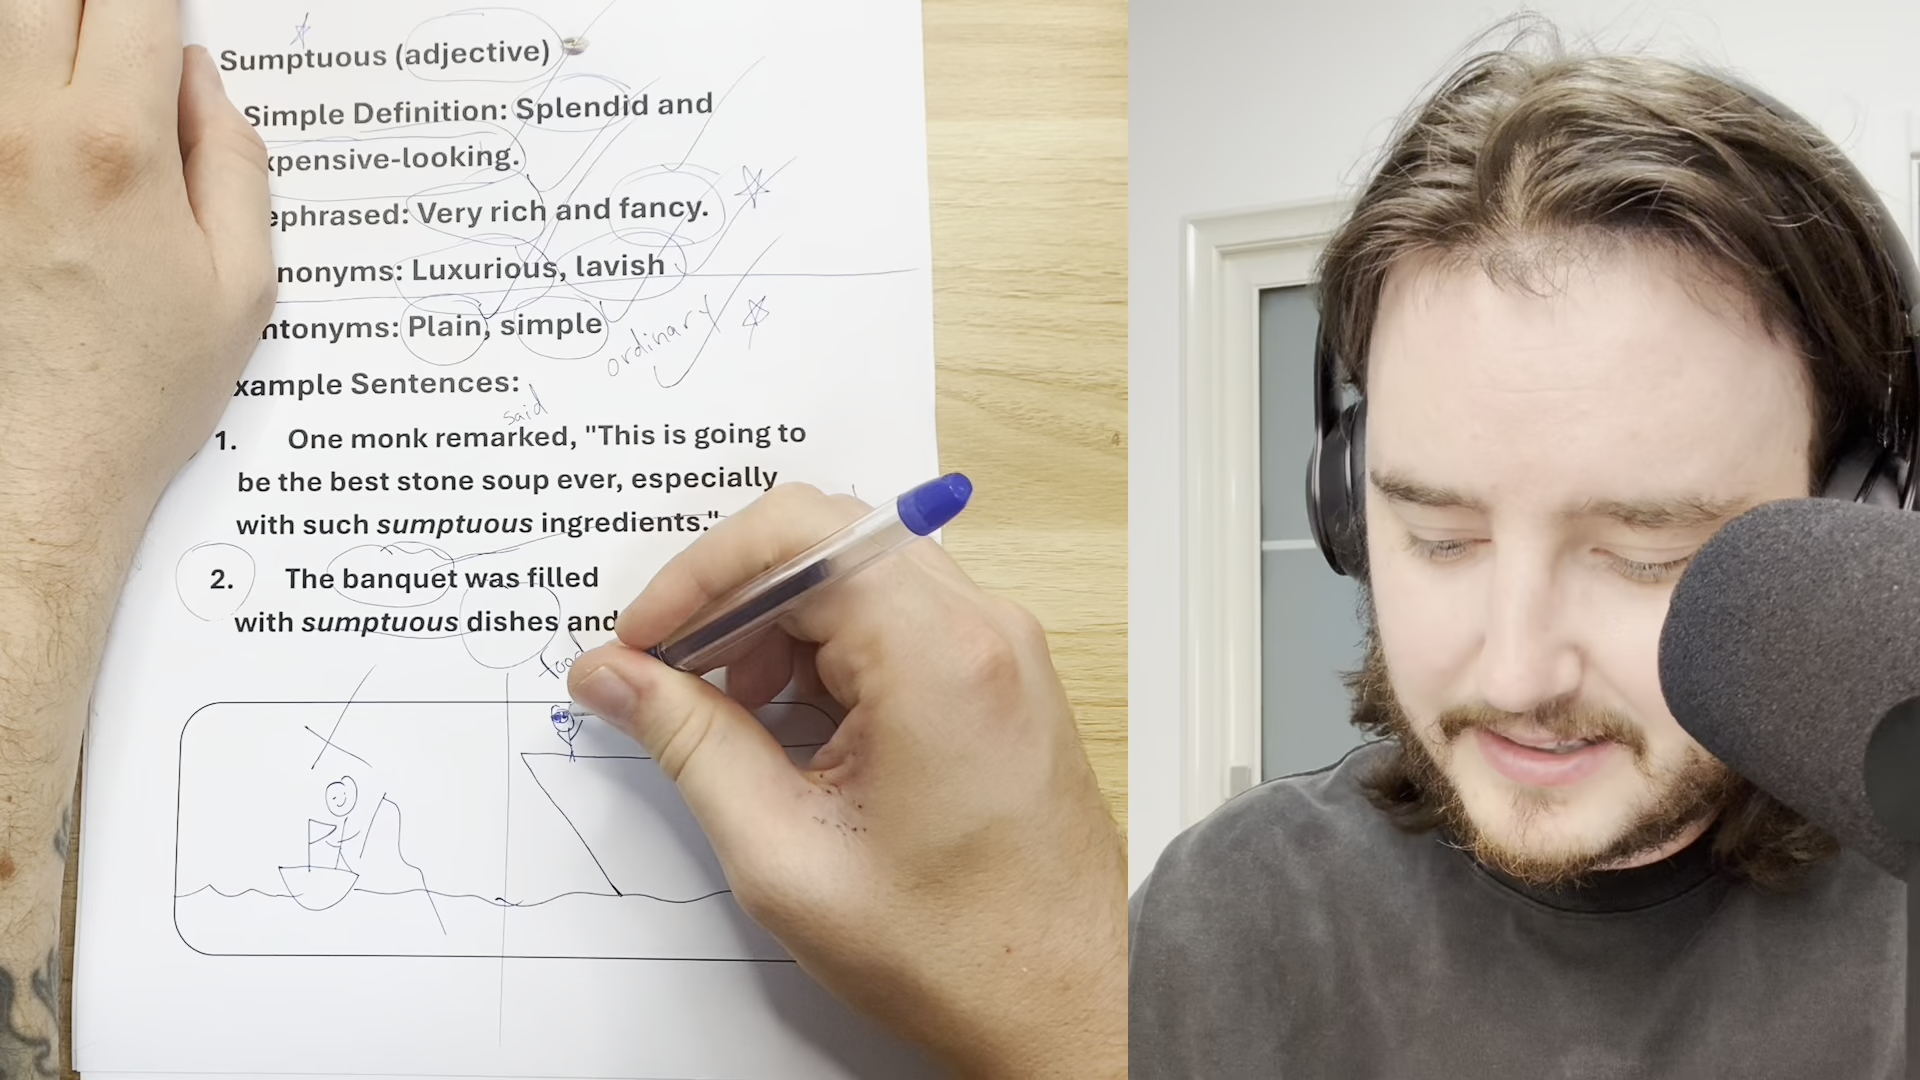 Sumptuous (adjective)
Simple Definition: Splendid and
xpensive-looking.
ephrased: Very rich and fancy.
nonyms: Luxurious, lavish
ntonyms: Plain, simple
ordinary
xample Sentences:
said
1. One monk remarked, "This is going to
be the best stone soup ever, especially
with such sumptuous ingredients."
2. The banquet was filled
with sumptuous dishes and
food